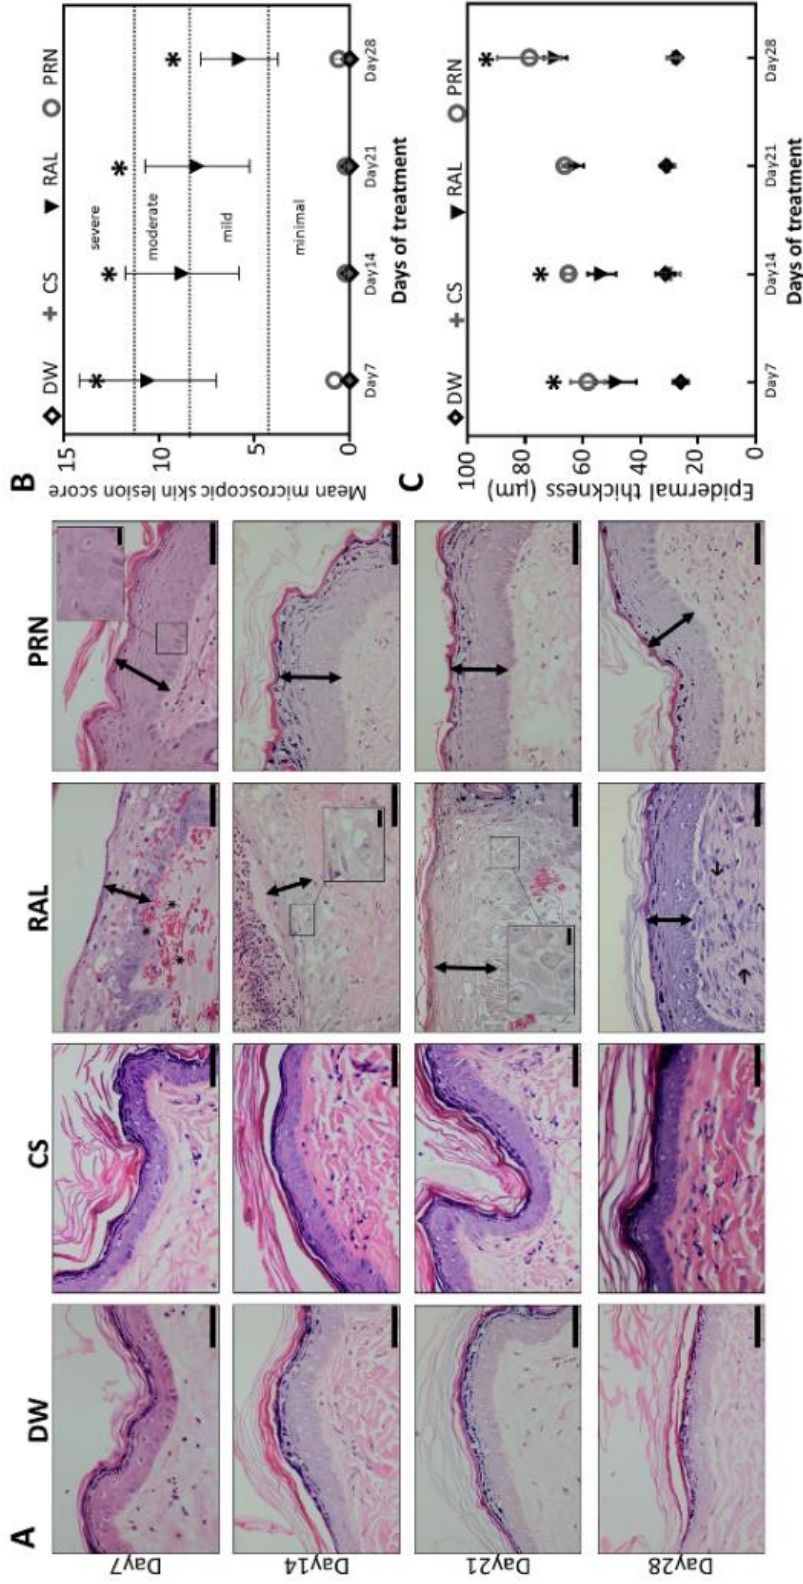 A
DW
CS
RAL
PRN
Day7
Day14
Day21
Day28
*
*
*
B
◆ DW + CS ▼ RAL O PRN
Mean microscopic skin lesion score
15
10
5
0
severe
moderate
mild
minimal
* * * *
Day7 Day14 Day21 Day28
Days of treatment
C
◆ DW + CS ▼ RAL O PRN
Epidermal thickness (μm)
100
80
60
40
20
0
* * *
Day7 Day14 Day21 Day28
Days of treatment